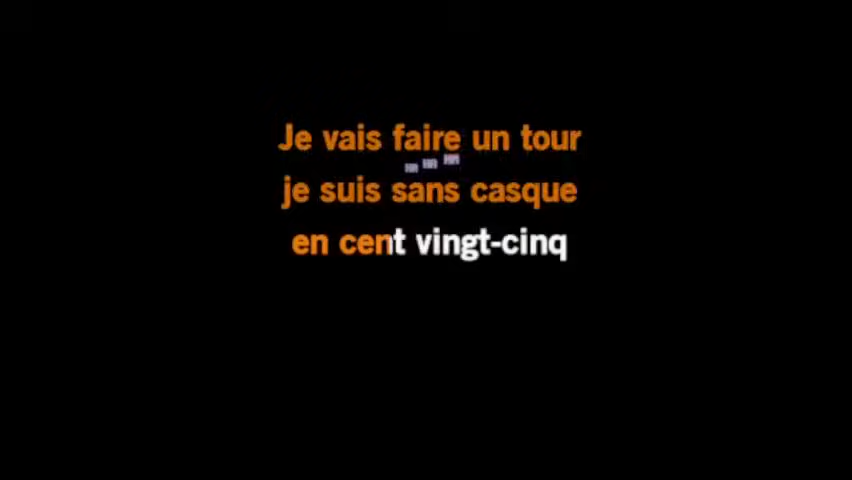 Je vais faire un tour
je suis sans casque
en cent vingt-cinq